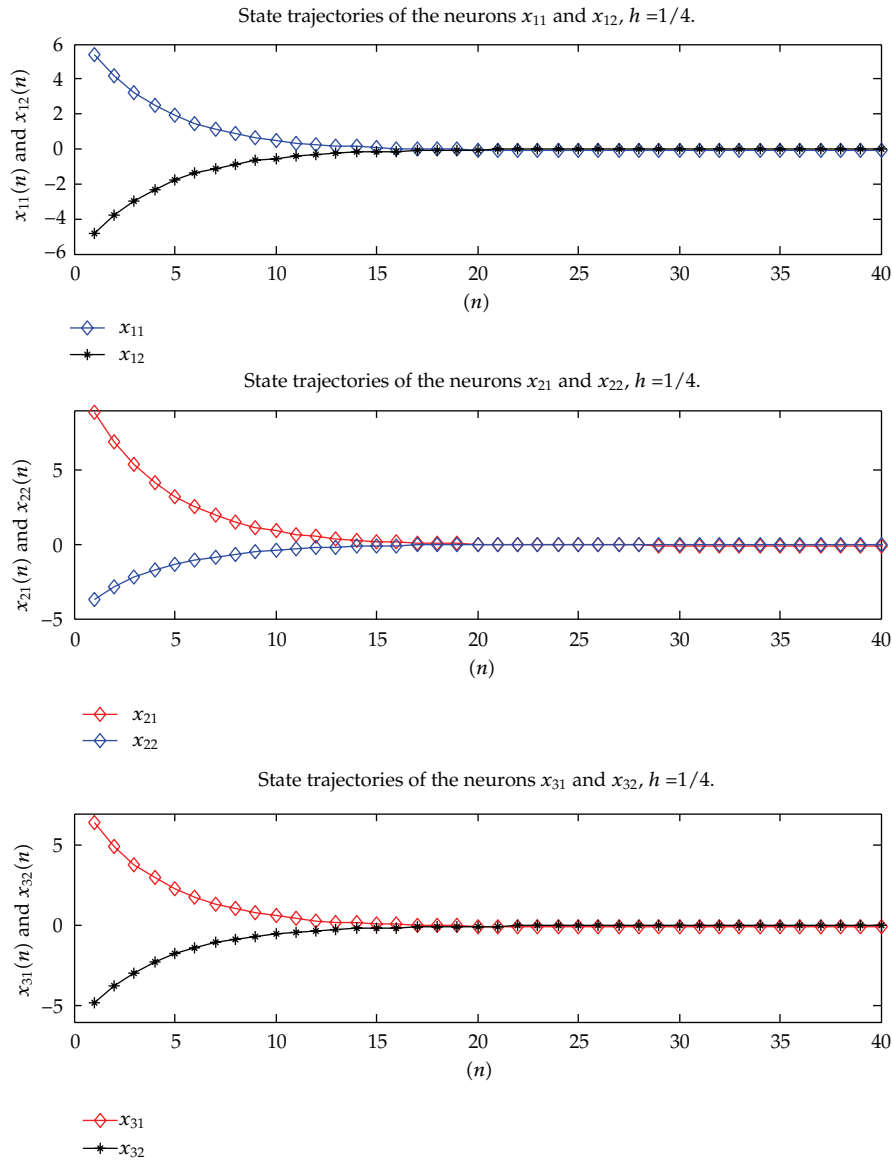 State trajectories of the neurons x₁₁ and x₁₂, h =1/4.
x₁₁(n) and x₁₂(n)
6
4
2
0
−2
−4
6
0 5 10 15 20 25 30 35 40
(n)
x₁₁
x₁₂
State trajectories of the neurons x₂₁ and x₂₂, h =1/4.
x₂₁(n) and x₂₂(n)
5
0
−5
0 5 10 15 20 25 30 35 40
(n)
x₂₁
x₂₂
State trajectories of the neurons x₃₁ and x₃₂, h =1/4.
x₃₁(n) and x₃₂(n)
5
0
−5
0 5 10 15 20 25 30 35 40
(n)
x₃₁
x₃₂